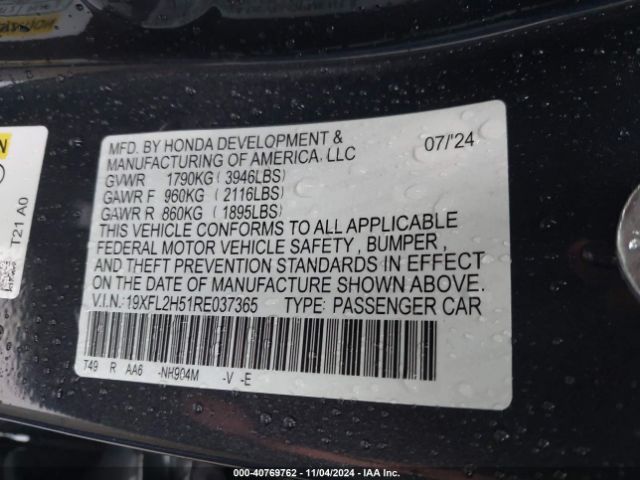 MFD. BY HONDA DEVELOPMENT &
MANUFACTURING OF AMERICA, LLC 07/'24
GVWR 1790KG (3946LBS)
GAWR F 960KG (2116LBS)
GAWR R 860KG (1895LBS)
THIS VEHICLE CONFORMS TO ALL APPLICABLE
FEDERAL MOTOR VEHICLE SAFETY, BUMPER,
AND THEFT PREVENTION STANDARDS IN EFFECT
ON THE DATE OF MANUFACTURE SHOWN ABOVE.
V.I.N.: 19XFL2H51RE037365 TYPE: PASSENGER CAR
T49 R AA6 -NH904M -V -E
T21 A0
000-40769762 - 11/04/2024 - IAA Inc.